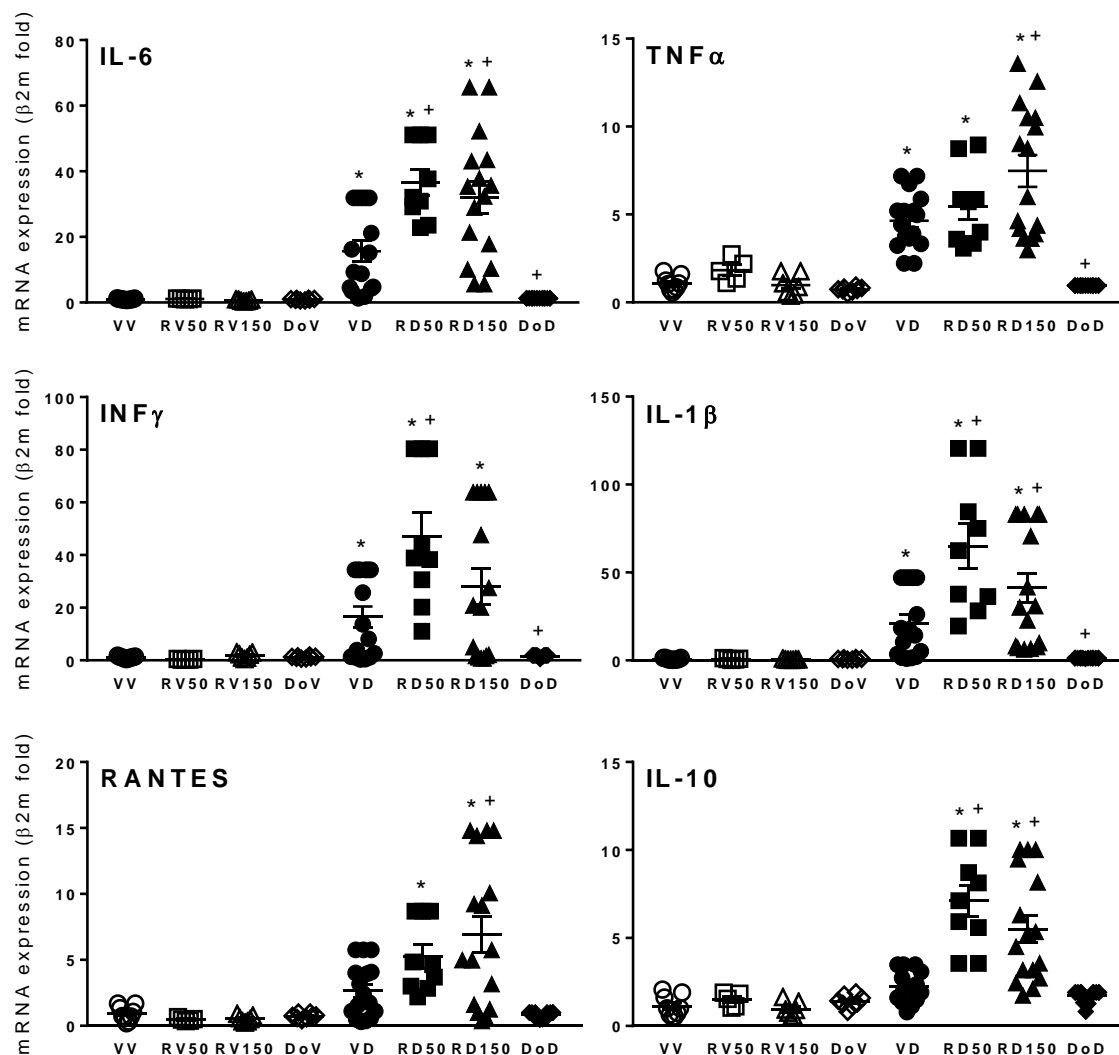 mRNA expression (β2m fold)
IL-6
80
60
40
20
0
* * + * + +
VV RV50 RV150 DoV VD RD50 RD150 DoD
TNFα
15
10
5
0
* * * + +
VV RV50 RV150 DoV VD RD50 RD150 DoD
mRNA expression (β2m fold)
INFγ
100
80
60
40
20
0
* * + * +
VV RV50 RV150 DoV VD RD50 RD150 DoD
IL-1β
150
100
50
0
* * + * + +
VV RV50 RV150 DoV VD RD50 RD150 DoD
mRNA expression (β2m fold)
RANTES
20
15
10
5
0
* * +
VV RV50 RV150 DoV VD RD50 RD150 DoD
IL-10
15
10
5
0
* + * +
VV RV50 RV150 DoV VD RD50 RD150 DoD